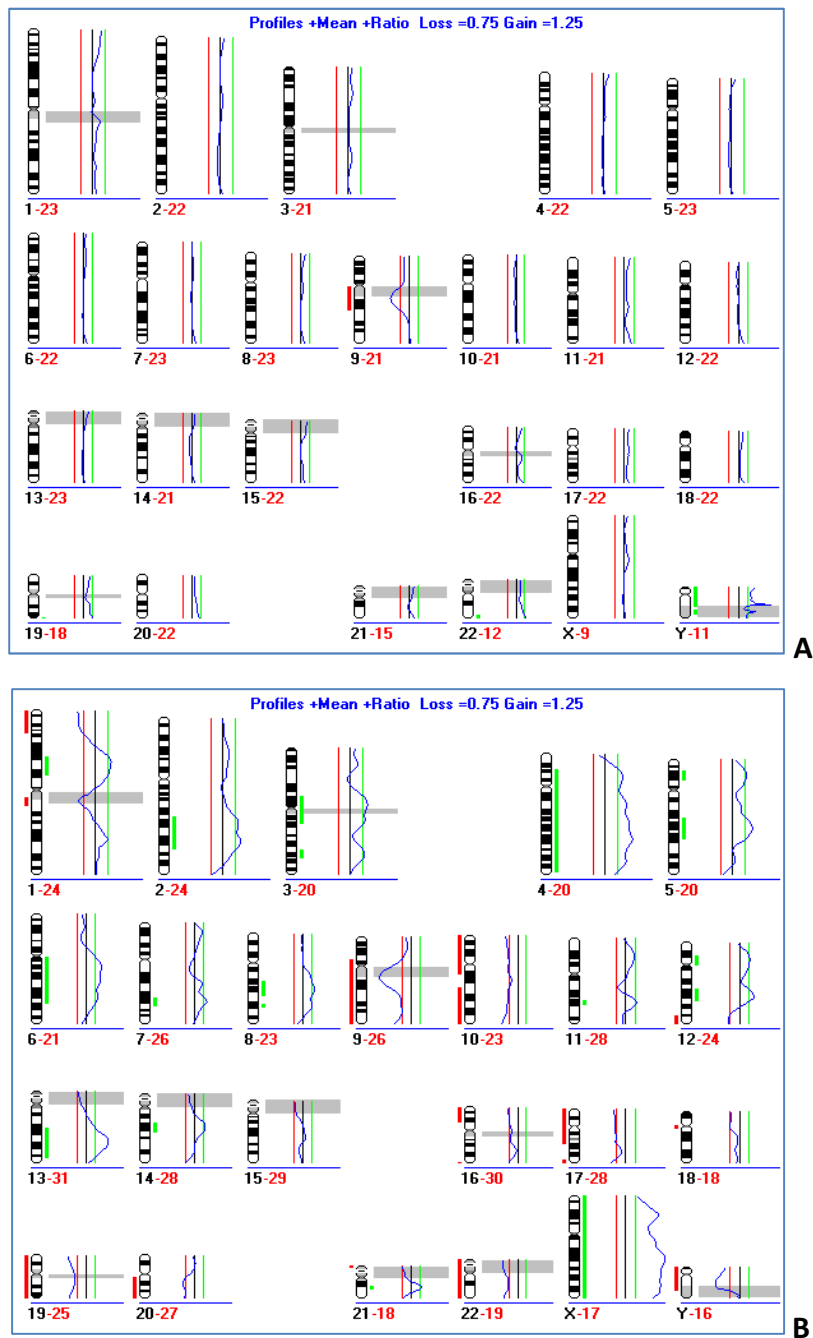 Profiles +Mean +Ratio Loss =0.75 Gain =1.25
1-23 2-22 3-21 4-22 5-23
6-22 7-23 8-23 9-21 10-21 11-21 12-22
13-23 14-21 15-22 16-22 17-22 18-22
19-18 20-22 21-15 22-12 X-9 Y-11
A
Profiles +Mean +Ratio Loss =0.75 Gain =1.25
1-24 2-24 3-20 4-20 5-20
6-21 7-26 8-23 9-26 10-23 11-28 12-24
13-31 14-28 15-29 16-30 17-28 18-18
19-25 20-27 21-18 22-19 X-17 Y-16
B